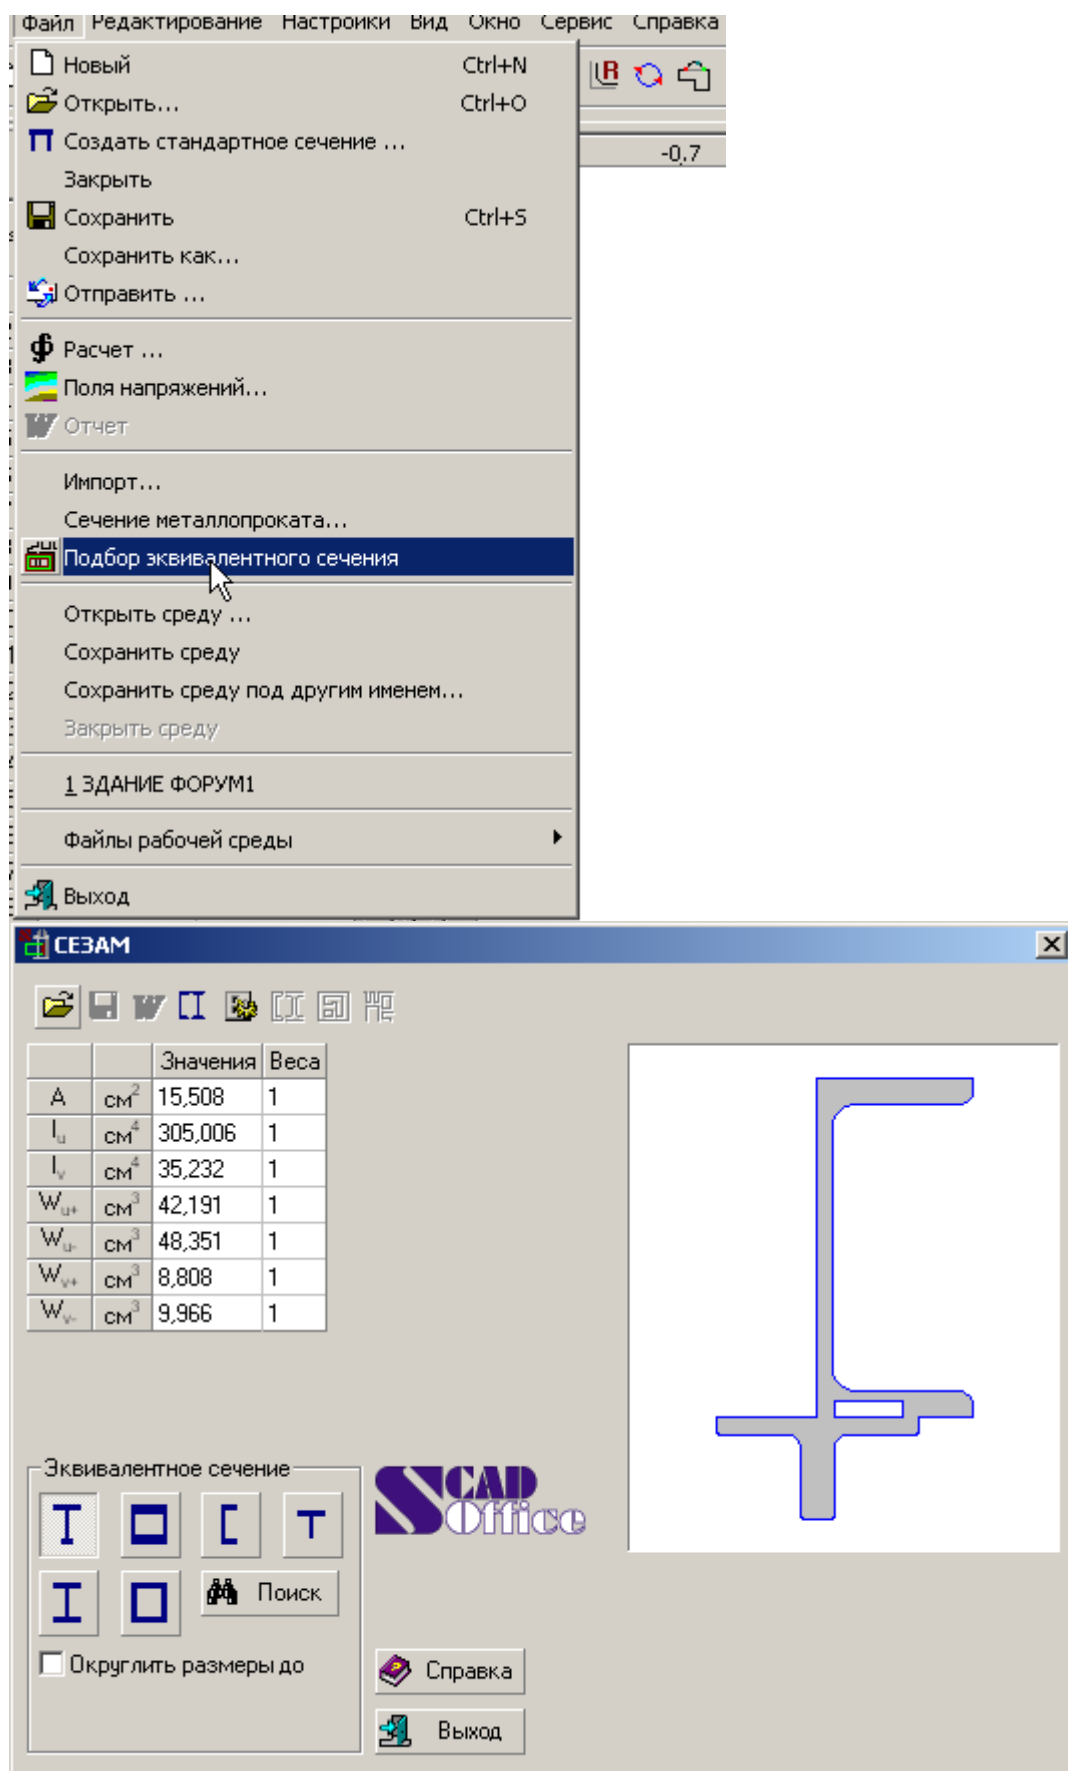 Файл Редактирование Настройки Вид Окно Сервис Справка
Новый Ctrl+N
Открыть... Ctrl+O
Создать стандартное сечение ...
-0,7
Закрыть
Сохранить Ctrl+S
Сохранить как...
Отправить ...
Расчет ...
Поля напряжений...
Отчет
Импорт...
Сечение металлопроката...
Подбор эквивалентного сечения
Открыть среду ...
Сохранить среду
Сохранить среду под другим именем...
Закрыть среду
1 ЗДАНИЕ ФОРУМ1
Файлы рабочей среды
Выход
СЕЗАМ
Значения Веса
A см² 15,508 1
Iu см⁴ 305,006 1
Iv см⁴ 35,232 1
Wu+ см³ 42,191 1
Wu- см³ 48,351 1
Wv+ см³ 8,808 1
Wv- см³ 9,966 1
Эквивалентное сечение
SCAD Office
Поиск
Округлить размеры до
Справка
Выход